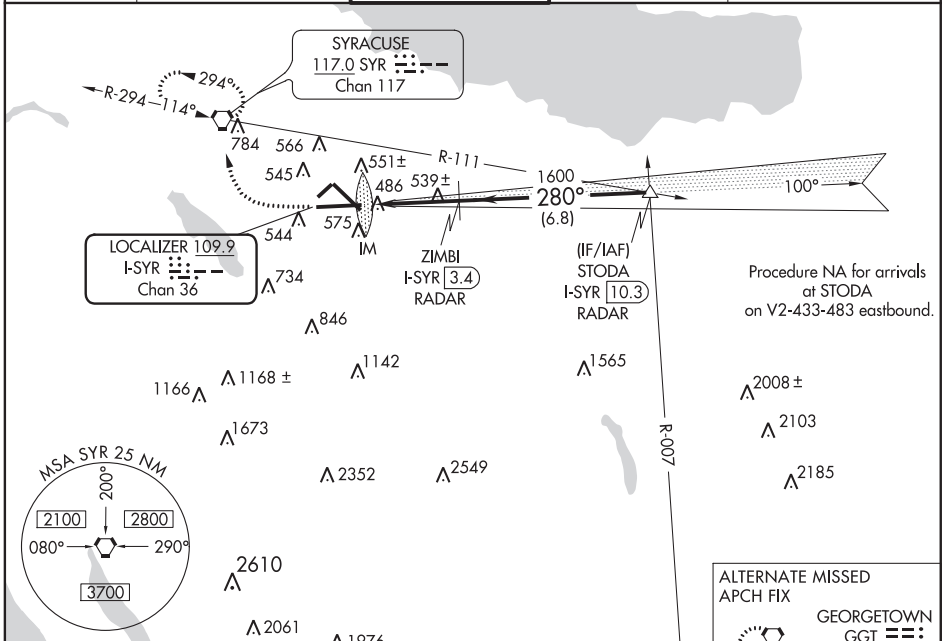 SYRACUSE
117.0 SYR
Chan 117
294°
R-294
114°
784
566
545
551±
R-111
486
539±
1600
280°
(6.8)
100°
544
575
IM
LOCALIZER 109.9
I-SYR
Chan 36
ZIMBI
I-SYR 3.4
RADAR
(IF/IAF)
STODA
I-SYR 10.3
RADAR
Procedure NA for arrivals
at STODA
on V2-433-483 eastbound.
734
846
1142
1565
1166
1168 ±
2008 ±
1673
2103
R-007
2352
2549
2185
MSA SYR 25 NM
200°
2100
2800
080°
290°
3700
2610
2061
1976
ALTERNATE MISSED
APCH FIX
GEORGETOWN
GGT